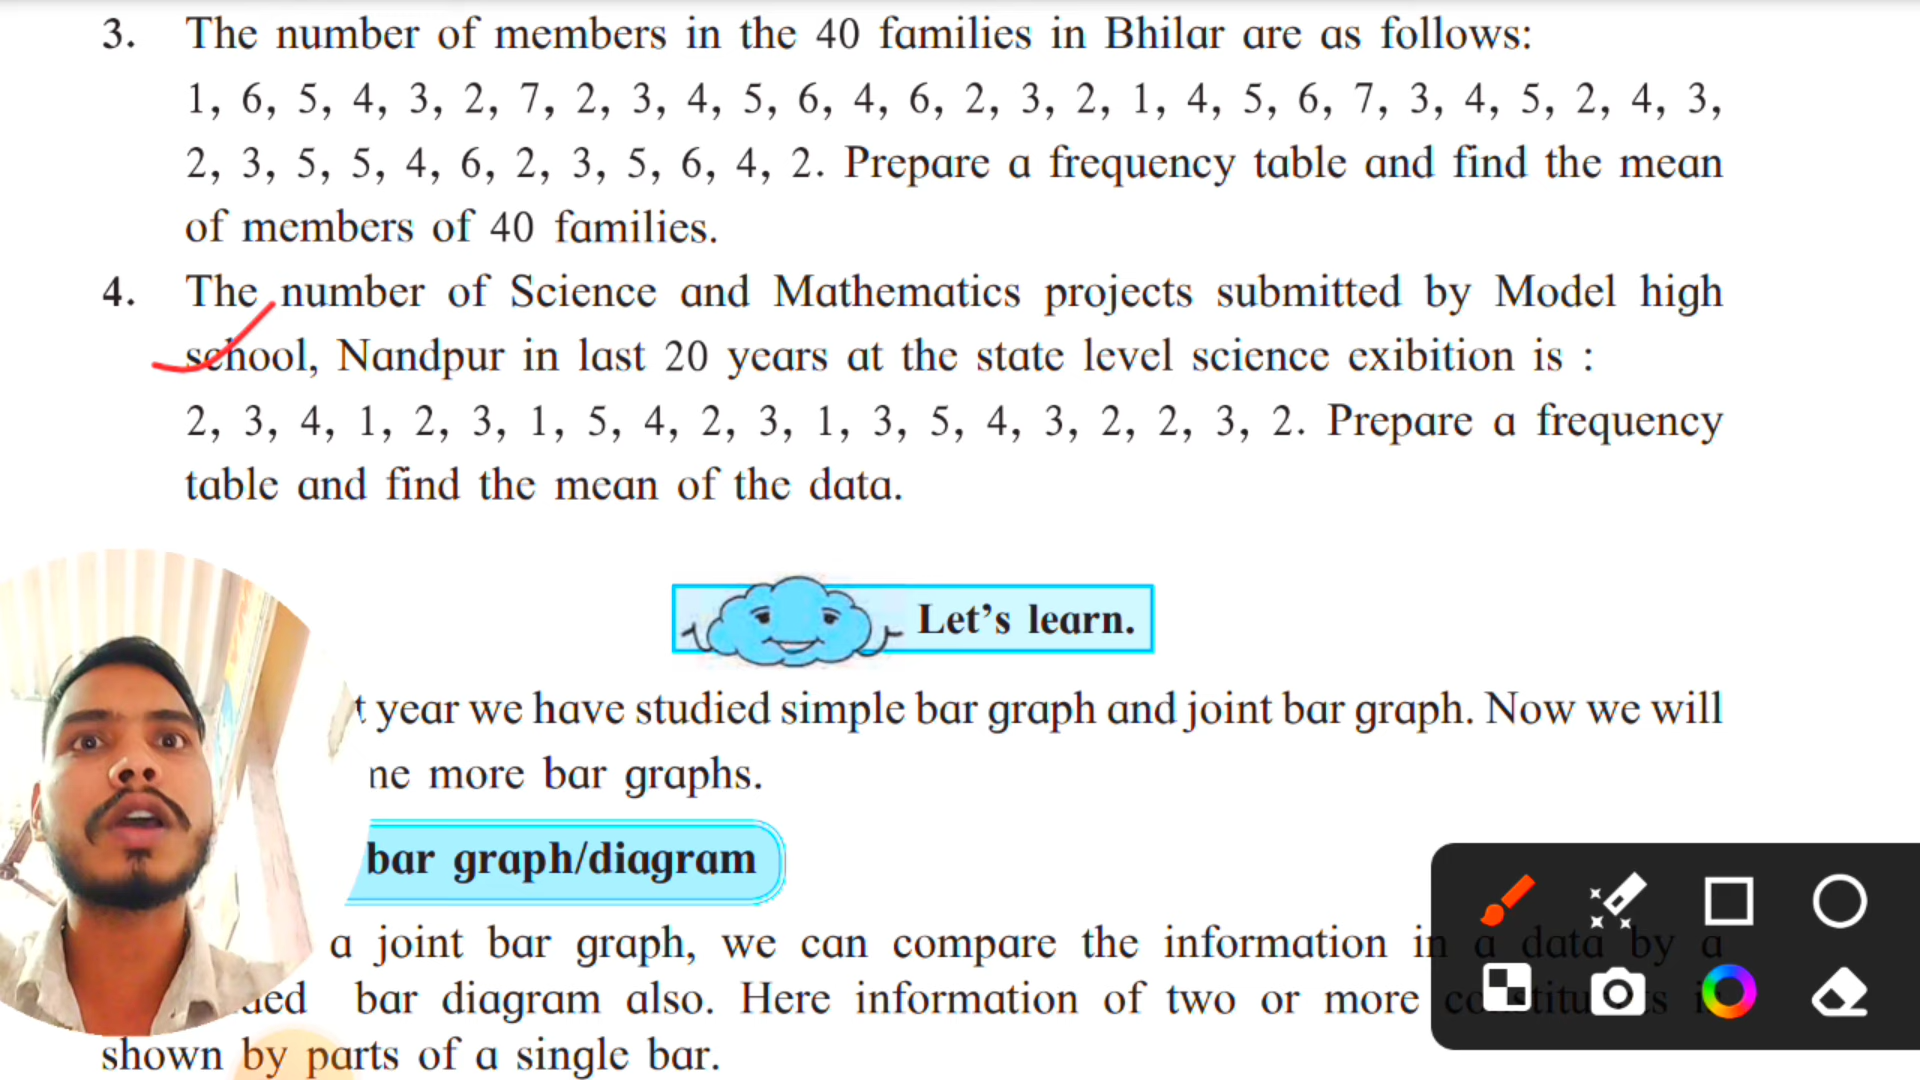 3. The number of members in the 40 families in Bhilar are as follows:
1, 6, 5, 4, 3, 2, 7, 2, 3, 4, 5, 6, 4, 6, 2, 3, 2, 1, 4, 5, 6, 7, 3, 4, 5, 2, 4, 3,
2, 3, 5, 5, 4, 6, 2, 3, 5, 6, 4, 2. Prepare a frequency table and find the mean
of members of 40 families.
4. The number of Science and Mathematics projects submitted by Model high
school, Nandpur in last 20 years at the state level science exibition is :
2, 3, 4, 1, 2, 3, 1, 5, 4, 2, 3, 1, 3, 5, 4, 3, 2, 2, 3, 2. Prepare a frequency
table and find the mean of the data.
Let's learn.
t year we have studied simple bar graph and joint bar graph. Now we will
ne more bar graphs.
bar graph/diagram
a joint bar graph, we can compare the information in a data by a
bar diagram also. Here information of two or more
shown by parts of a single bar.